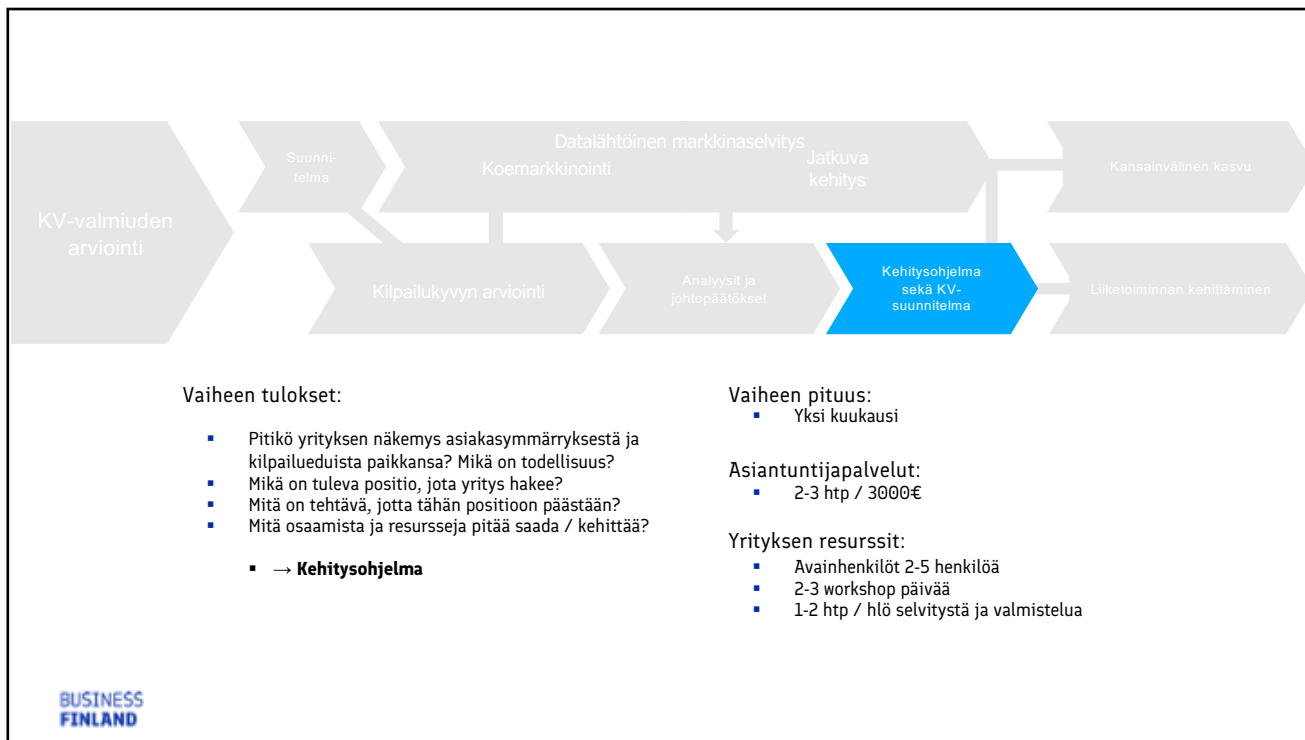 KV-valmiuden
arviointi
Suunni-
telma
Datalähtöinen markkinaselvitys
Koemarkkinointi
Jatkuva
kehitys
Kansainvälinen kasvu
Kilpailukyvyn arviointi
Analyysit ja
johtopäätökset
Kehitysohjelma
sekä KV-
suunnitelma
Liiketoiminnan kehittäminen
Vaiheen tulokset:
▪ Pitikö yrityksen näkemys asiakasymmärryksestä ja
kilpailueduista paikkansa? Mikä on todellisuus?
▪ Mikä on tuleva positio, jota yritys hakee?
▪ Mitä on tehtävä, jotta tähän positioon päästään?
▪ Mitä osaamista ja resursseja pitää saada / kehittää?
▪ → Kehitysohjelma
Vaiheen pituus:
▪ Yksi kuukausi
Asiantuntijapalvelut:
▪ 2-3 htp / 3000€
Yrityksen resurssit:
▪ Avainhenkilöt 2-5 henkilöä
▪ 2-3 workshop päivää
▪ 1-2 htp / hlö selvitystä ja valmistelua
BUSINESS
FINLAND